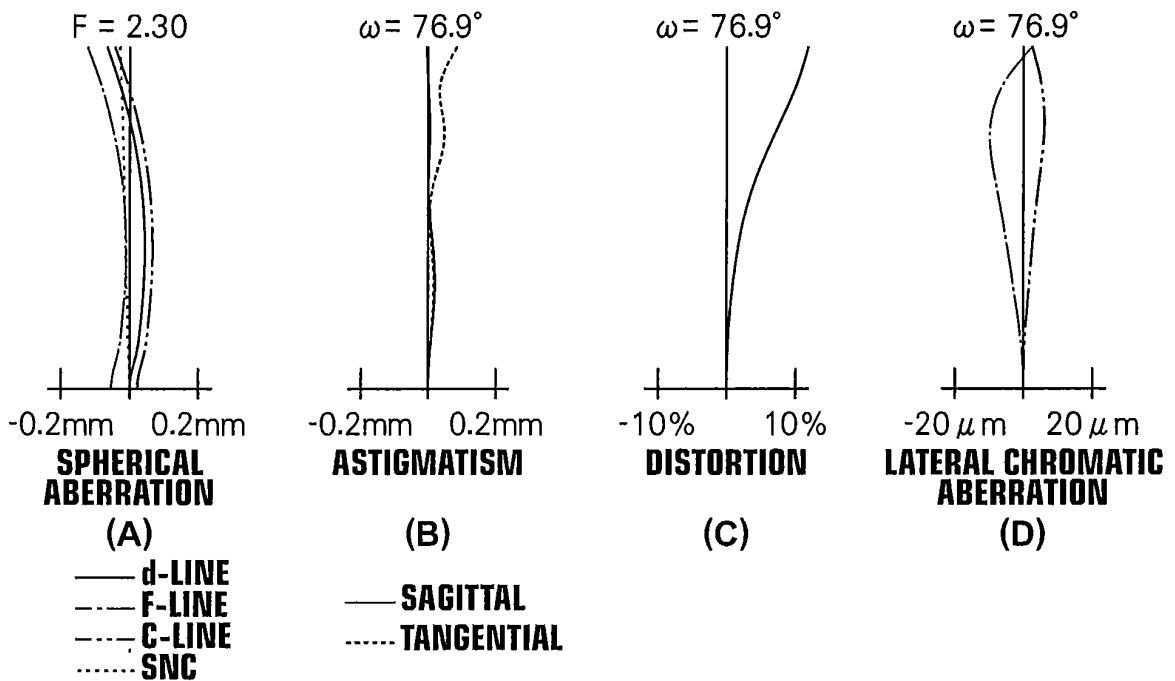 F = 2.30
ω= 76.9°
ω= 76.9°
ω= 76.9°
-0.2mm 0.2mm
-0.2mm 0.2mm
-10% 10%
-20 μm 20 μm
SPHERICAL
ABERRATION
ASTIGMATISM
DISTORTION
LATERAL CHROMATIC
ABERRATION
(A)
(B)
(C)
(D)
d-LINE
F-LINE
C-LINE
SNC
SAGITTAL
TANGENTIAL